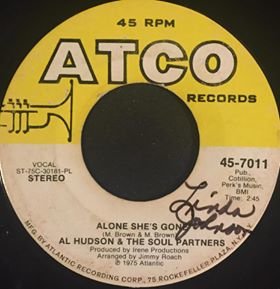 45 RPM
ATCO
RECORDS
VOCAL
ST-75C-30181-PL
STEREO
45-7011
Pub.,
Cotillion,
Perk's Music,
BMI
Time: 2:45
Linda
Johnson
ALONE SHE'S GONE
(M. Brown & M. Brown)
AL HUDSON & THE SOUL PARTNERS
Produced by Irene Productions
Arranged by Jimmy Roach
℗ 1975 Atlantic
MFG. BY ATLANTIC RECORDING CORP., 75 ROCKEFELLER PLAZA, N.Y., N.Y.